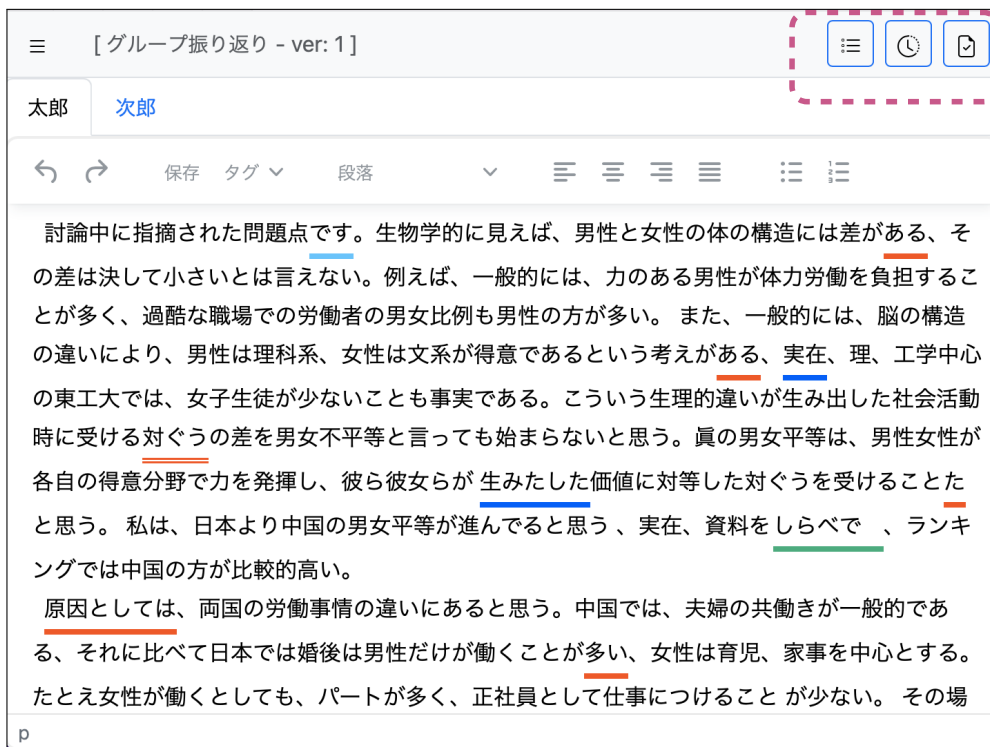 [ グループ振り返り - ver: 1 ]
太郎 次郎
保存 タグ 段落
討論中に指摘された問題点です。生物学的に見えば、男性と女性の体の構造には差がある、そ
の差は決して小さいとは言えない。例えば、一般的には、力のある男性が体力労働を負担するこ
とが多く、過酷な職場での労働者の男女比例も男性の方が多い。 また、一般的には、脳の構造
の違いにより、男性は理科系、女性は文系が得意であるという考えがある、実在、理、工学中心
の東工大では、女子生徒が少ないことも事実である。こういう生理的違いが生み出した社会活動
時に受ける対ぐうの差を男女不平等と言っても始まらないと思う。眞の男女平等は、男性女性が
各自の得意分野で力を発揮し、彼ら彼女らが 生みたした価値に対等した対ぐうを受けることた
と思う。 私は、日本より中国の男女平等が進んでると思う 、実在、資料をしらべで 、ランキ
ングでは中国の方が比較的高い。
原因としては、両国の労働事情の違いにあると思う。中国では、夫婦の共働きが一般的であ
る、それに比べて日本では婚後は男性だけが働くことが多い、女性は育児、家事を中心とする。
たとえ女性が働くとしても、パートが多く、正社員として仕事につけること が少ない。 その場
p